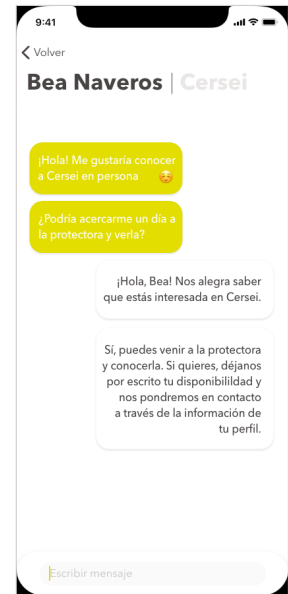 9:41
Volver
Bea Naveros | Cersei
¡Hola! Me gustaría conocer
a Cersei en persona ☺️
¿Podría acercarme un día a
la protectora y verla?
¡Hola, Bea! Nos alegra saber
que estás interesada en Cersei.
Sí, puedes venir a la protectora
y conocerla. Si quieres, déjanos
por escrito tu disponibilildad y
nos pondremos en contacto
a través de la información de
tu perfil.
Escribir mensaje